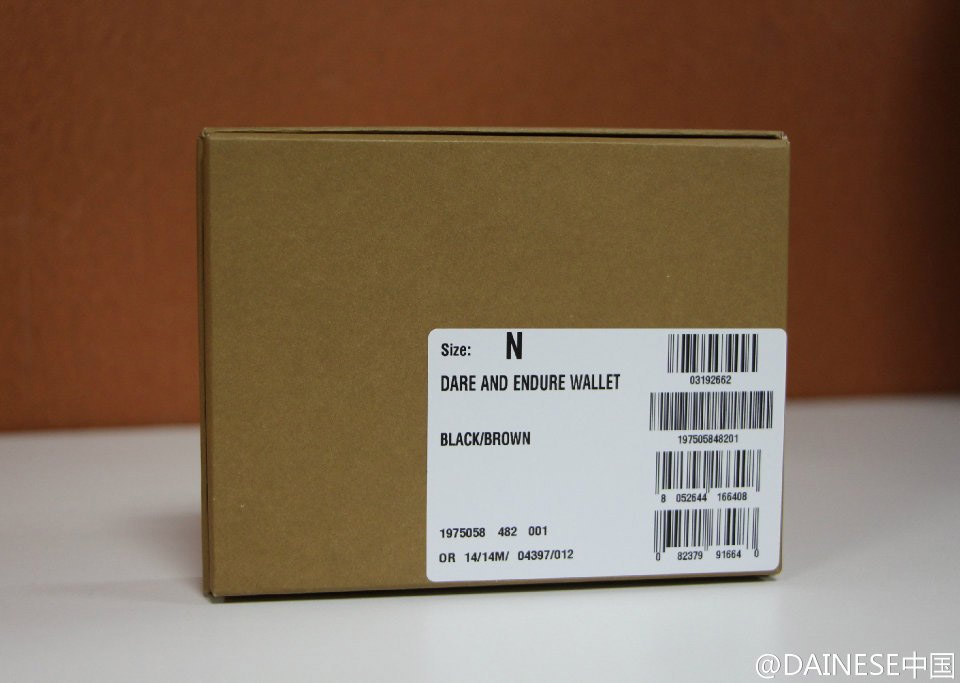 Size: N
DARE AND ENDURE WALLET
BLACK/BROWN
1975058 482 001
OR 14/14M/ 04397/012
03192662
197505848201
8 052644 166408
0 82379 91664 0
@DAINESE中国